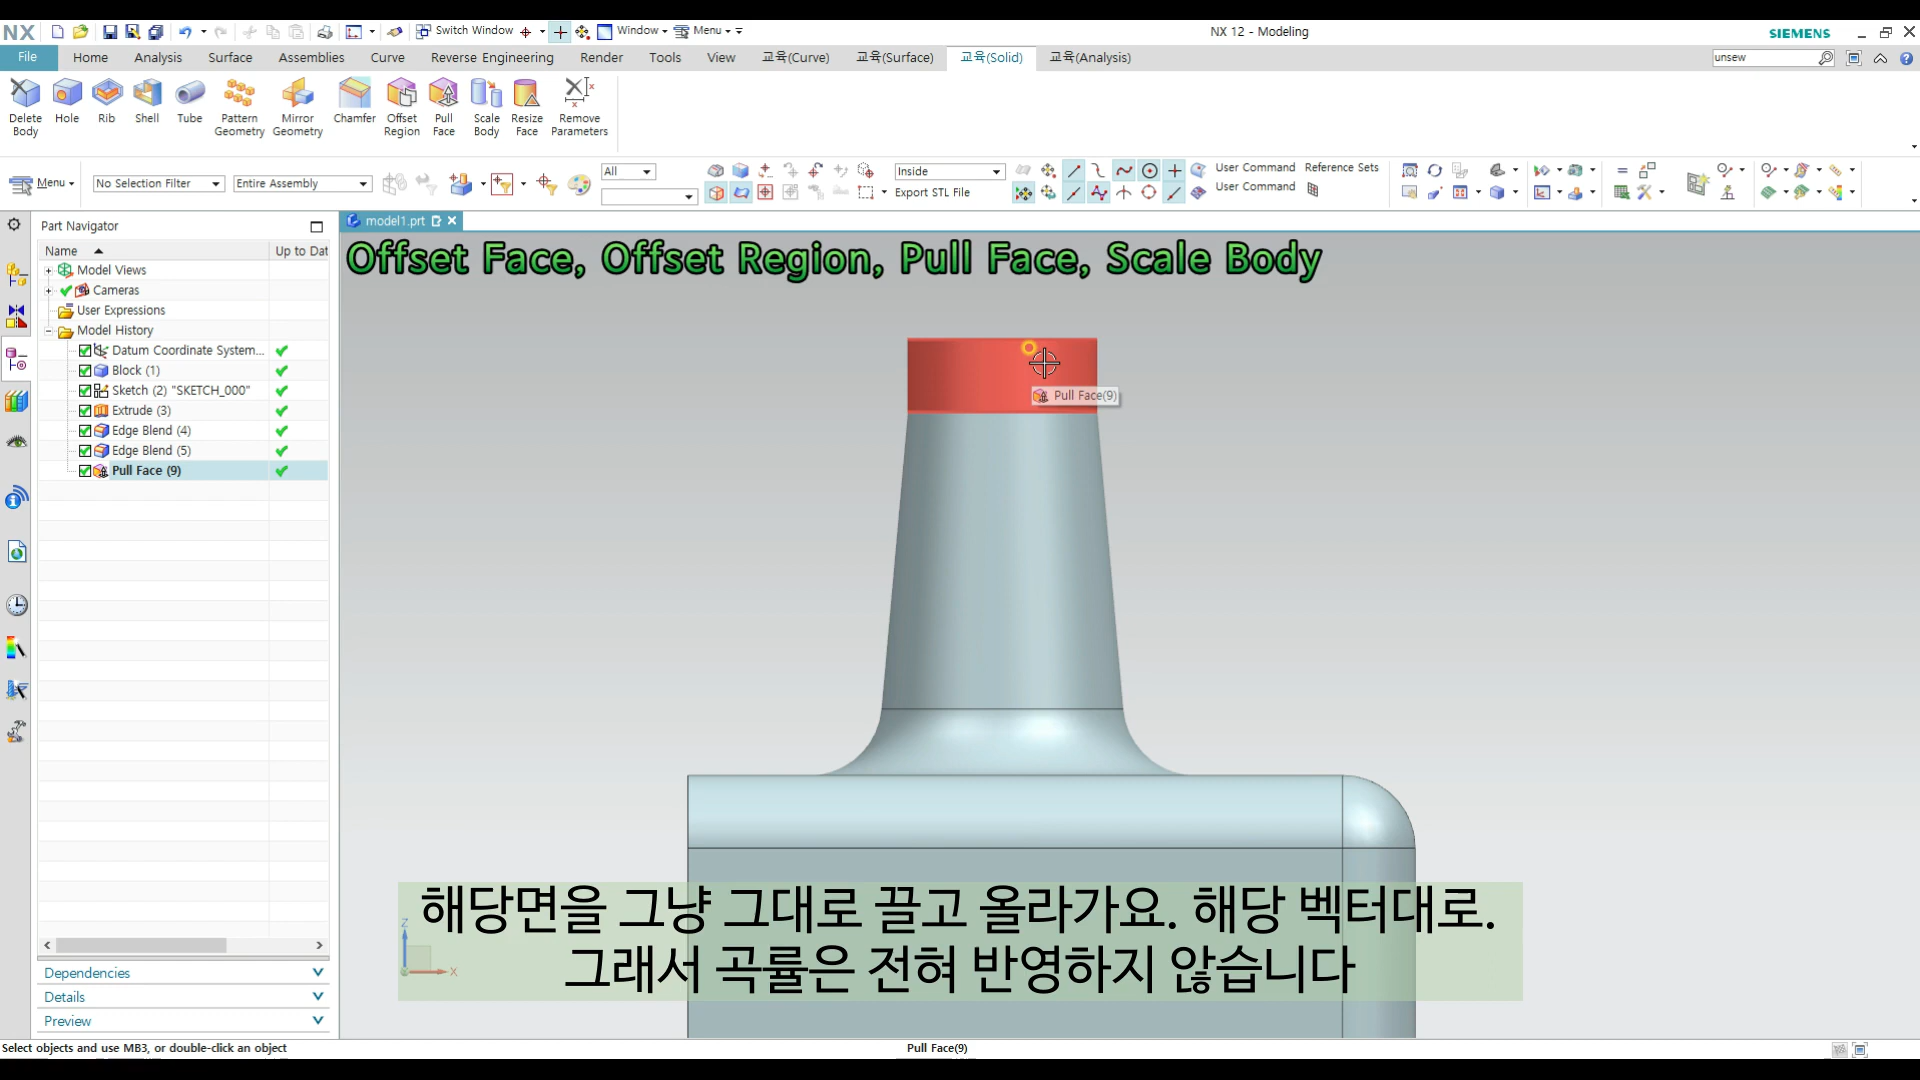 NX
Switch Window
Window
Menu
NX 12 - Modeling
SIEMENS
File
Home
Analysis
Surface
Assemblies
Curve
Reverse Engineering
Render
Tools
View
교육(Curve)
교육(Surface)
교육(Solid)
교육(Analysis)
unsew
Delete Body
Hole
Rib
Shell
Tube
Pattern Geometry
Mirror Geometry
Chamfer
Offset Region
Pull Face
Scale Body
Resize Face
Remove Parameters
Menu
No Selection Filter
Entire Assembly
All
Inside
Export STL File
User Command
Reference Sets
User Command
Part Navigator
model1.prt
Name
Up to Dat
Model Views
Cameras
User Expressions
Model History
Datum Coordinate System...
Block (1)
Sketch (2) "SKETCH_000"
Extrude (3)
Edge Blend (4)
Edge Blend (5)
Pull Face (9)
Offset Face, Offset Region, Pull Face, Scale Body
Pull Face(9)
Z
X
해당면을 그냥 그대로 끌고 올라가요. 해당 벡터대로.
그래서 곡률은 전혀 반영하지 않습니다
Dependencies
Details
Preview
Select objects and use MB3, or double-click an object
Pull Face(9)